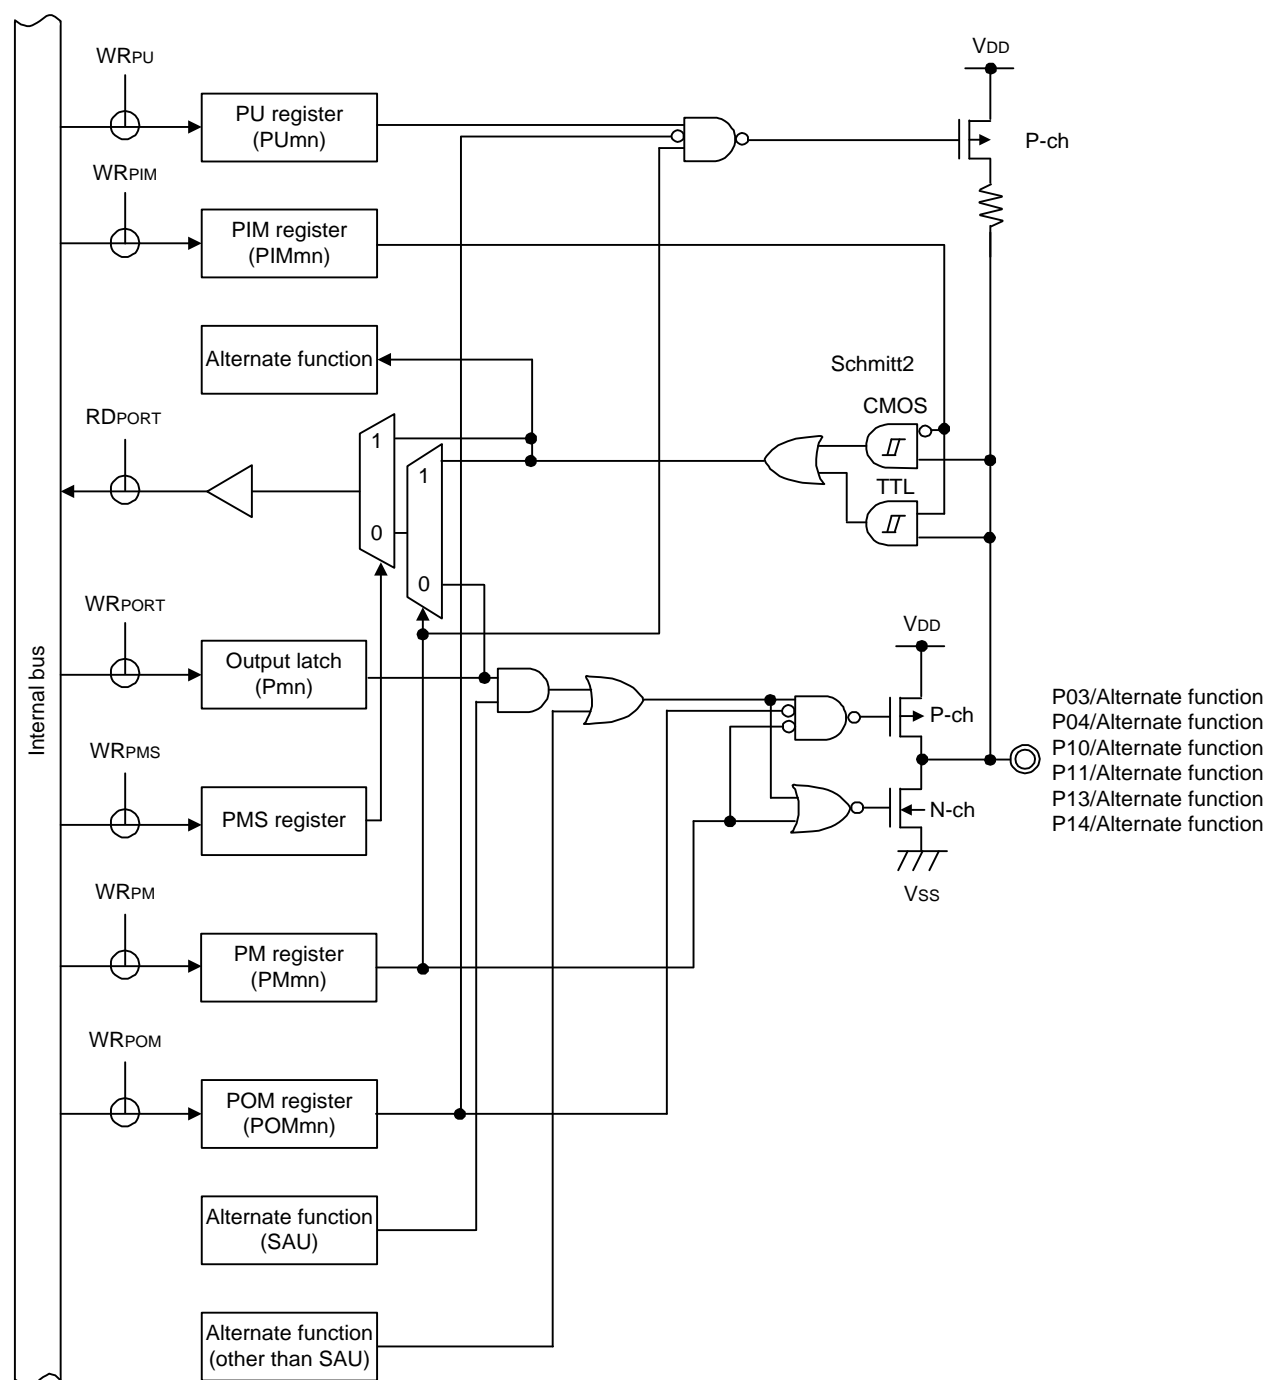 WRPU
VDD
PU register
(PUmn)
P-ch
WRPIM
PIM register
(PIMmn)
Alternate function
Schmitt2
CMOS
RDPORT
1
1
TTL
0
0
WRPORT
VDD
Output latch
(Pmn)
Internal bus
P-ch
P03/Alternate function
P04/Alternate function
P10/Alternate function
P11/Alternate function
P13/Alternate function
P14/Alternate function
WRPMS
PMS register
N-ch
WRPM
VSS
PM register
(PMmn)
WRPOM
POM register
(POMmn)
Alternate function
(SAU)
Alternate function
(other than SAU)